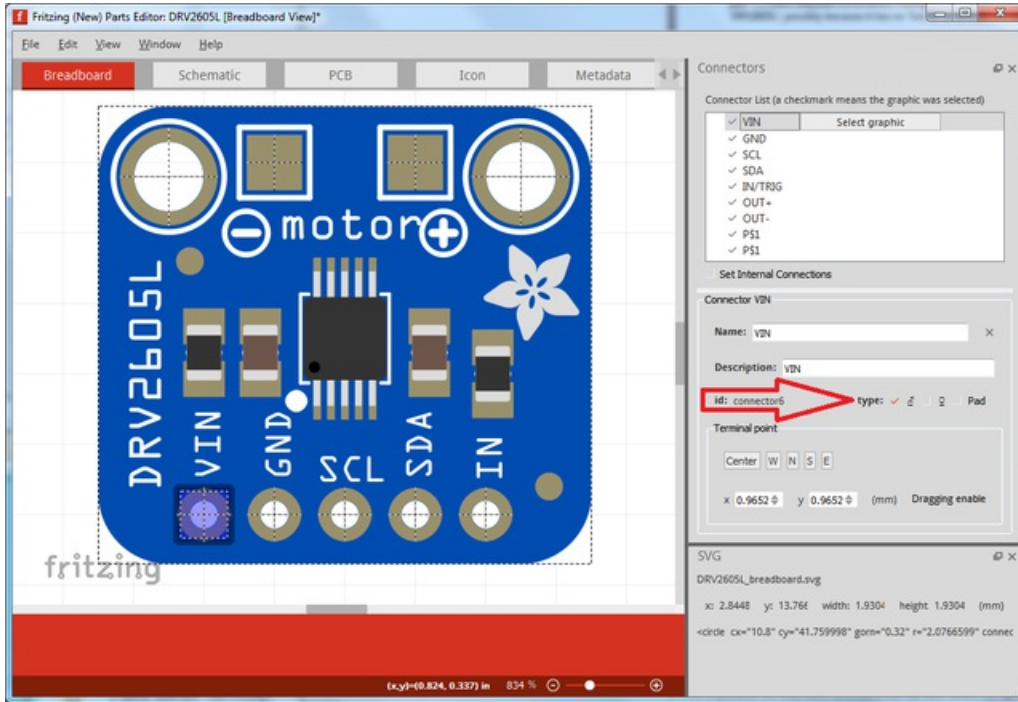 Fritzing (New) Parts Editor: DRV2605L [Breadboard View]*
File Edit View Window Help
Breadboard Schematic PCB Icon Metadata
Connectors
Connector List (a checkmark means the graphic was selected)
VIN Select graphic
GND
SCL
SDA
IN/TRIG
OUT+
OUT-
P$1
P$1
Set Internal Connections
Connector VIN
Name: VIN
Description: VIN
id: connector6 type: Pad
Terminal point
Center W N S E
x 0.9652 y 0.9652 (mm) Dragging enable
motor
DRV2605L
VIN
GND
SCL
SDA
IN
fritzing
SVG
DRV2605L_breadboard.svg
x: 2.8448 y: 13.766 width: 1.9304 height: 1.9304 (mm)
<circle cx="10.8" cy="41.759998" gorn="0.32" r="2.0766599" connec
(x,y)=(0.824, 0.337) in 834 %